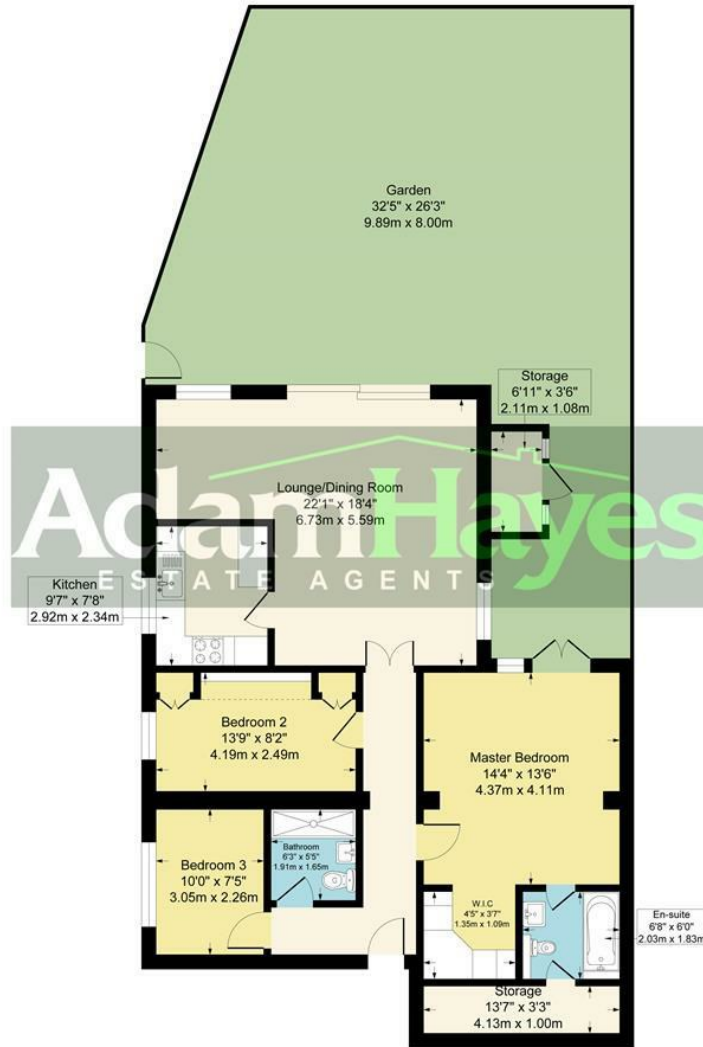 Garden
32'5" x 26'3"
9.89m x 8.00m
Storage
6'11" x 3'6"
2.11m x 1.08m
Lounge/Dining Room
22'1" x 18'4"
6.73m x 5.59m
AdamHayes
ESTATE AGENTS
Kitchen
9'7" x 7'8"
2.92m x 2.34m
Bedroom 2
13'9" x 8'2"
4.19m x 2.49m
Master Bedroom
14'4" x 13'6"
4.37m x 4.11m
Bathroom
6'3" x 5'5"
1.91m x 1.65m
Bedroom 3
10'0" x 7'5"
3.05m x 2.26m
W.I.C
4'5" x 3'7"
1.35m x 1.09m
En-suite
6'8" x 6'0"
2.03m x 1.83m
Storage
13'7" x 3'3"
4.13m x 1.00m